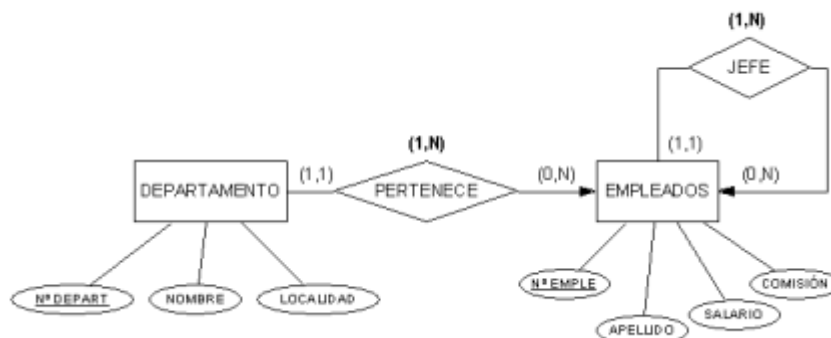 (1,N)
JEFE
(1,N)
(1,1)
DEPARTAMENTO
(1,1)
PERTENECE
(0,N)
EMPLEADOS
(0,N)
Nº DEPART
NOMBRE
LOCALIDAD
Nº EMPLE
APELLIDO
SALARIO
COMISIÓN